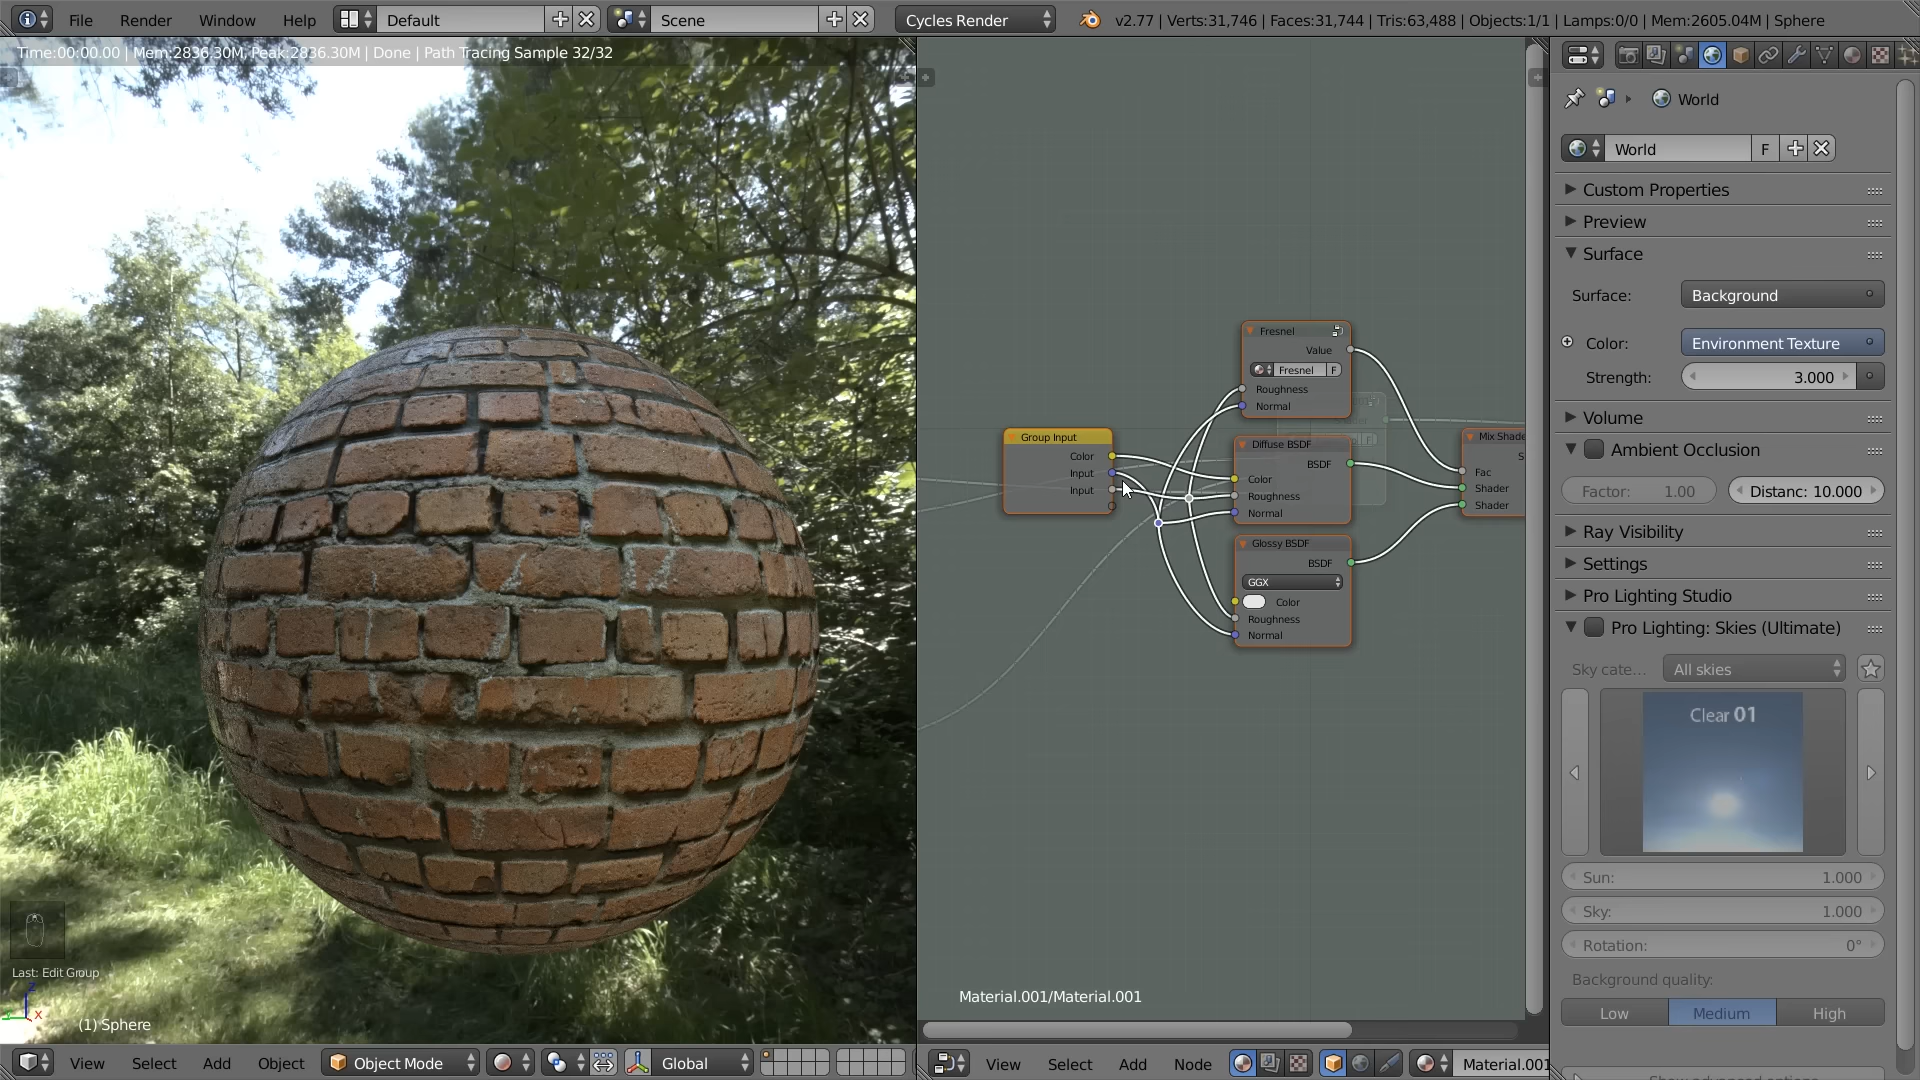 File
Render
Window
Help
Default
Scene
Cycles Render
v2.77 | Verts:31,746 | Faces:31,744 | Tris:63,488 | Objects:1/1 | Lamps:0/0 | Mem:2605.04M | Sphere
Time:00:00.00 | Mem:2836.30M, Peak:2836.30M | Done | Path Tracing Sample 32/32
Last: Edit Group
Z
X
(1) Sphere
View
Select
Add
Object
Object Mode
Global
Group Input
Color
Input
Input
Fresnel
Value
Fresnel
F
Roughness
Normal
Diffuse BSDF
BSDF
Color
Roughness
Normal
Glossy BSDF
BSDF
GGX
Color
Roughness
Normal
Mix Shade
S
Fac
Shader
Shader
Material.001/Material.001
View
Select
Add
Node
Material.001
World
World
F
Custom Properties
Preview
Surface
Surface:
Background
Color:
Environment Texture
Strength:
3.000
Volume
Ambient Occlusion
Factor: 1.00
Distanc: 10.000
Ray Visibility
Settings
Pro Lighting Studio
Pro Lighting: Skies (Ultimate)
Sky cate...
All skies
Clear 01
Sun: 1.000
Sky: 1.000
Rotation: 0°
Background quality:
Low
Medium
High